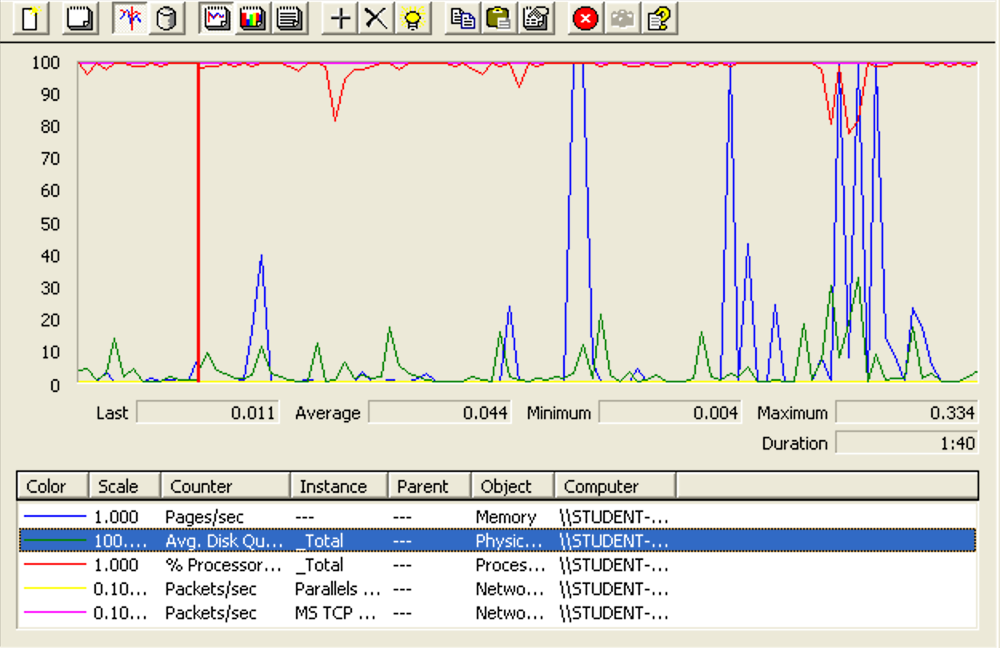 100
90
80
70
60
50
40
30
20
10
0
Last 0.011 Average 0.044 Minimum 0.004 Maximum 0.334
Duration 1:40
Color Scale Counter Instance Parent Object Computer
1.000 Pages/sec --- --- Memory \\STUDENT-...
100.... Avg. Disk Qu... _Total --- Physic... \\STUDENT-...
1.000 % Processor... _Total --- Proces... \\STUDENT-...
0.10... Packets/sec Parallels ... --- Netwo... \\STUDENT-...
0.10... Packets/sec MS TCP ... --- Netwo... \\STUDENT-...